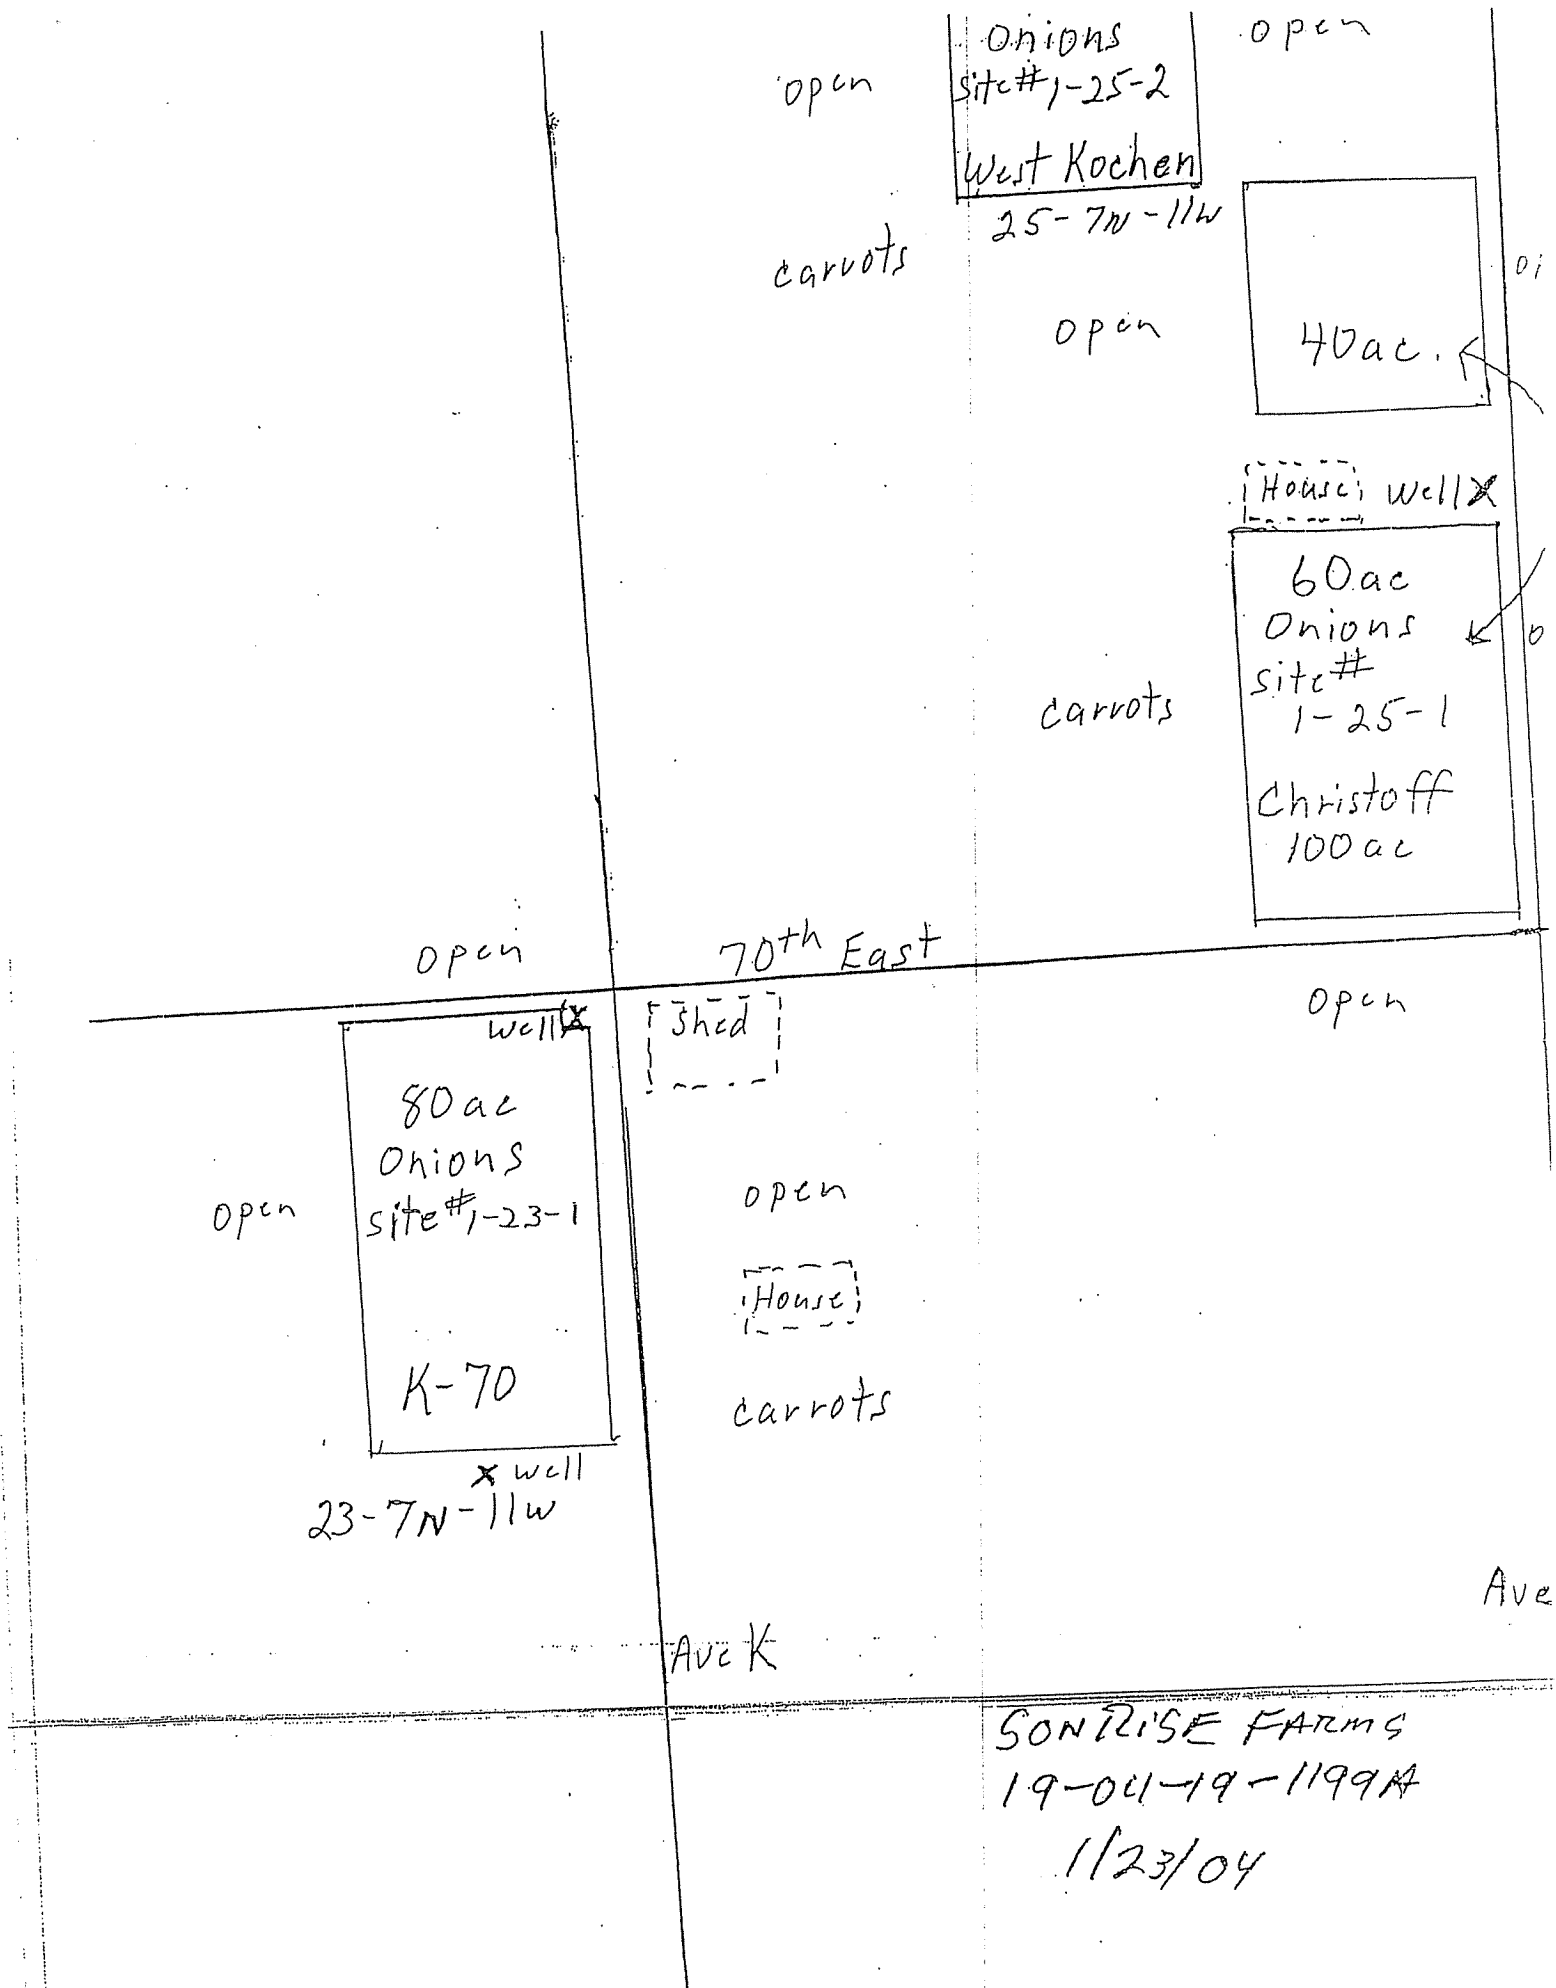 Onions
open
open
site# 1-25-2
West Kochen
25-7N-11W
carrots
open
40ac.
House
well X
60ac
Onions
site#
1-25-1
carrots
Christoff
100ac
open
70th East
open
well X
shed
80ac
Onions
site# 1-23-1
open
open
House
K-70
carrots
X well
23-7N-11W
Ave
Ave K
SONRISE FARMS
19-04-19-1199A
1/23/04